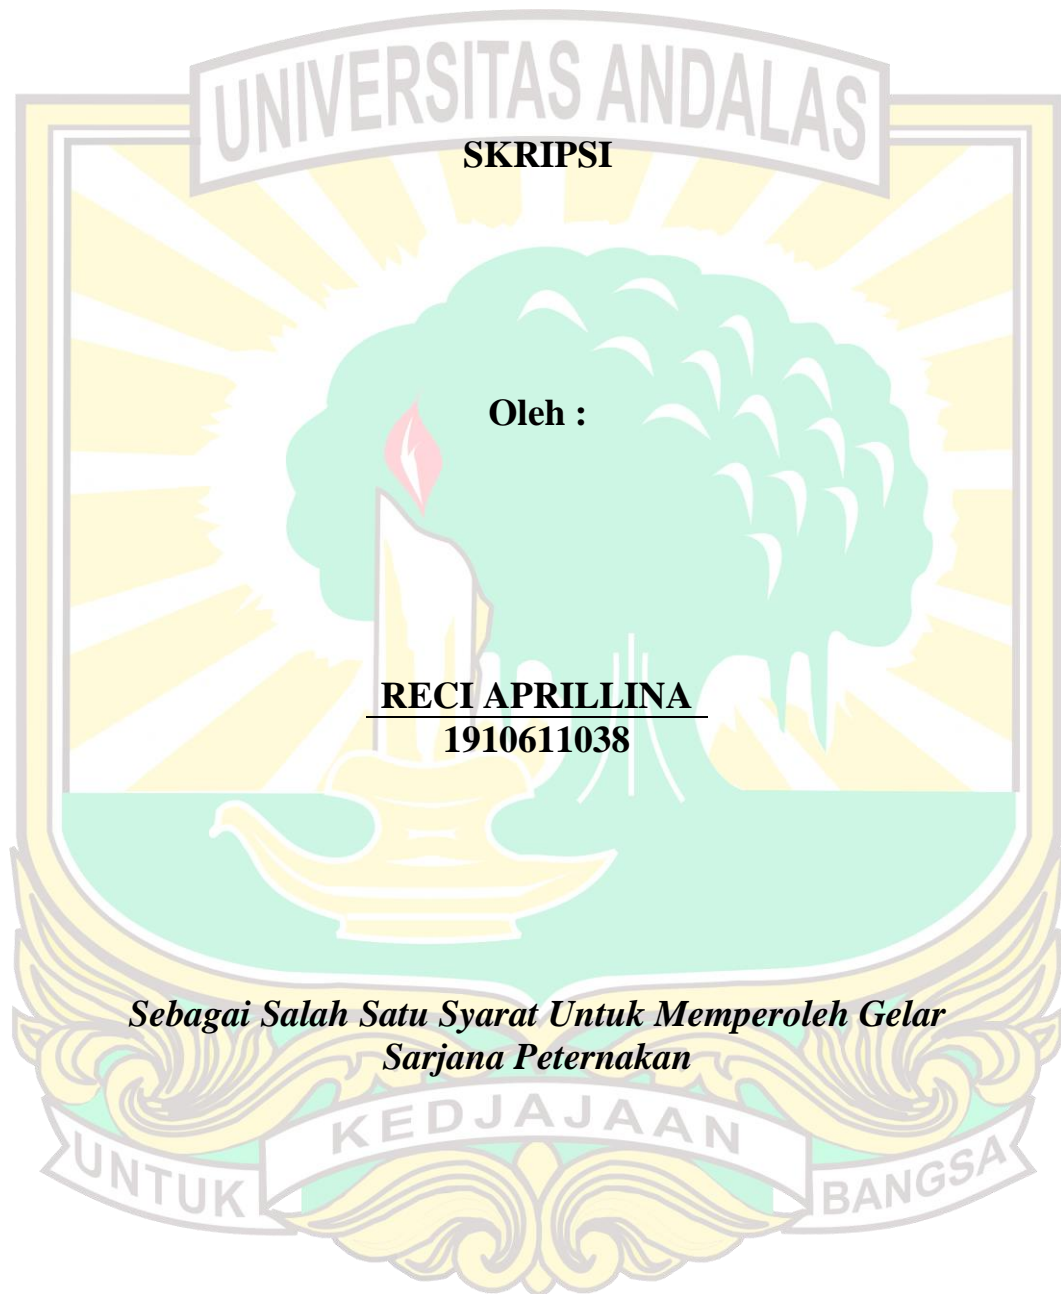 UNIVERSITAS ANDALAS
SKRIPSI
Oleh :
RECI APRILLINA
1910611038
Sebagai Salah Satu Syarat Untuk Memperoleh Gelar
Sarjana Peternakan
UNTUK KEDJAJAAN BANGSA